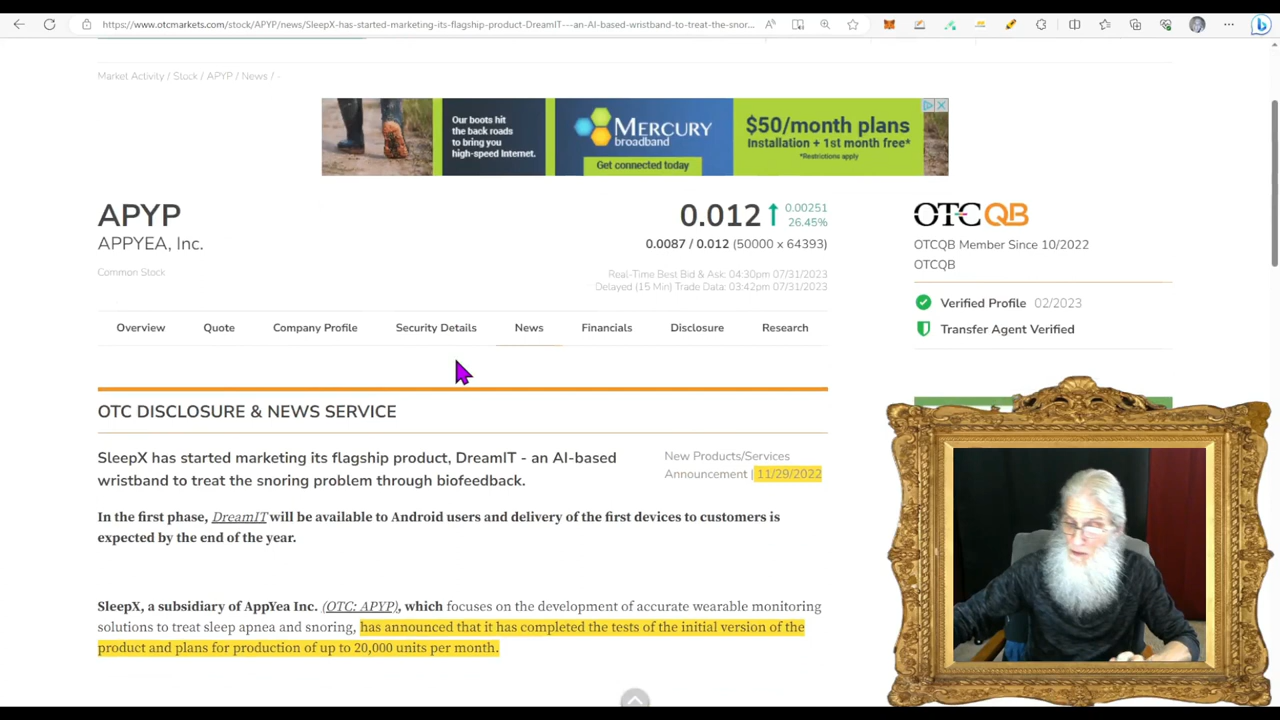 https://www.otcmarkets.com/stock/APYP/news/SleepX-has-started-marketing-its-flagship-product-DreamIT---an-AI-based-wristband-to-treat-the-snor...
Market Activity / Stock / APYP / News / -
Our boots hit
the back roads
to bring you
high-speed Internet.
MERCURY
broadband
Get connected today
$50/month plans
Installation + 1st month free*
*Restrictions apply
APYP
APPYEA, Inc.
Common Stock
0.012
0.00251
26.45%
0.0087 / 0.012 (50000 x 64393)
Real-Time Best Bid & Ask: 04:30pm 07/31/2023
Delayed (15 Min) Trade Data: 03:42pm 07/31/2023
OTCQB
OTCQB Member Since 10/2022
OTCQB
Verified Profile 02/2023
Transfer Agent Verified
Overview Quote Company Profile Security Details News Financials Disclosure Research
OTC DISCLOSURE & NEWS SERVICE
SleepX has started marketing its flagship product, DreamIT - an AI-based
wristband to treat the snoring problem through biofeedback.
New Products/Services
Announcement | 11/29/2022
In the first phase, DreamIT will be available to Android users and delivery of the first devices to customers is
expected by the end of the year.
SleepX, a subsidiary of AppYea Inc. (OTC: APYP), which focuses on the development of accurate wearable monitoring
solutions to treat sleep apnea and snoring, has announced that it has completed the tests of the initial version of the
product and plans for production of up to 20,000 units per month.